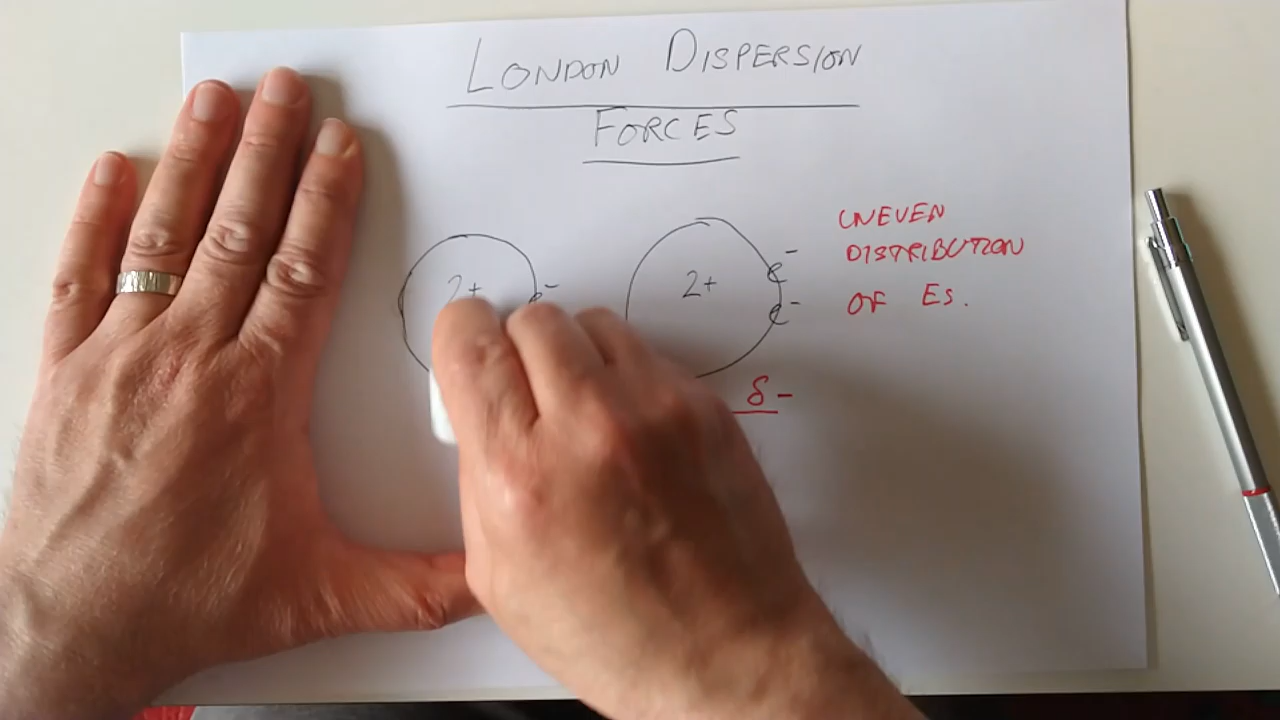 LONDON DISPERSION
FORCES
UNEVEN
DISTRIBUTION
OF Es.
2+
e-
2+
e-
e-
δ-